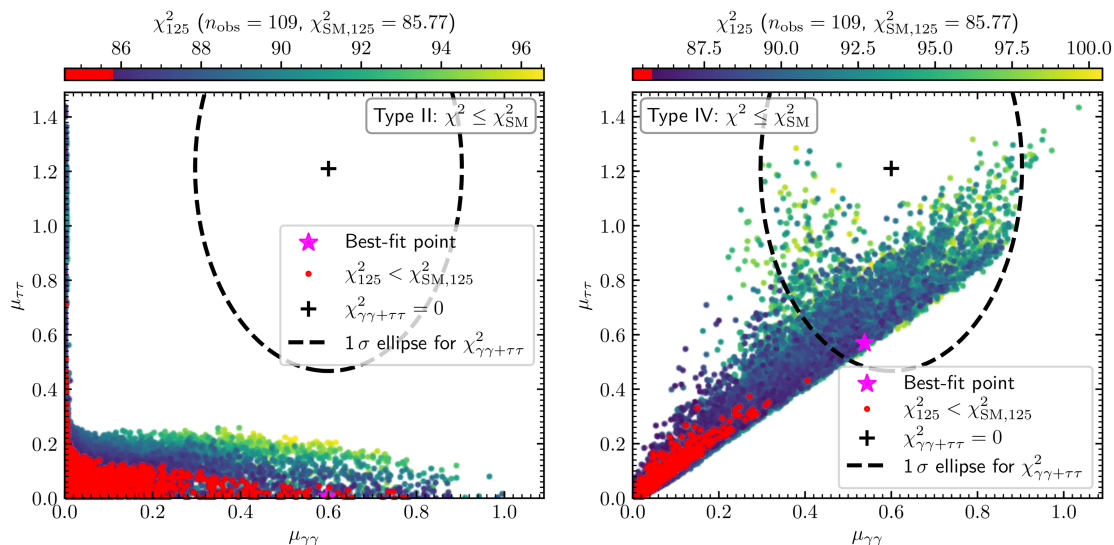 χ²₁₂₅ (n_obs = 109, χ²_SM,125 = 85.77)
86 88 90 92 94 96
Type II: χ² ≤ χ²_SM
1.4
1.2
1.0
0.8
0.6
0.4
0.2
0.0
μ_ττ
Best-fit point
χ²₁₂₅ < χ²_SM,125
χ²_γγ+ττ = 0
1 σ ellipse for χ²_γγ+ττ
0.0 0.2 0.4 0.6 0.8 1.0
μ_γγ
χ²₁₂₅ (n_obs = 109, χ²_SM,125 = 85.77)
87.5 90.0 92.5 95.0 97.5 100.0
Type IV: χ² ≤ χ²_SM
1.4
1.2
1.0
0.8
0.6
0.4
0.2
0.0
μ_ττ
Best-fit point
χ²₁₂₅ < χ²_SM,125
χ²_γγ+ττ = 0
1 σ ellipse for χ²_γγ+ττ
0.0 0.2 0.4 0.6 0.8 1.0
μ_γγ